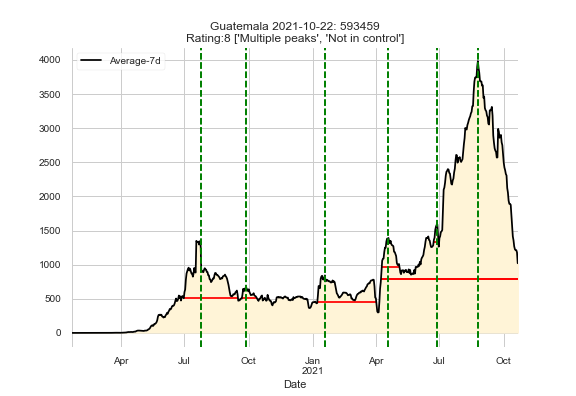 Guatemala 2021-10-22: 593459
Rating:8 ['Multiple peaks', 'Not in control']
Average-7d
4000
3500
3000
2500
2000
1500
1000
500
0
Apr Jul Oct Jan Apr Jul Oct
2021
Date